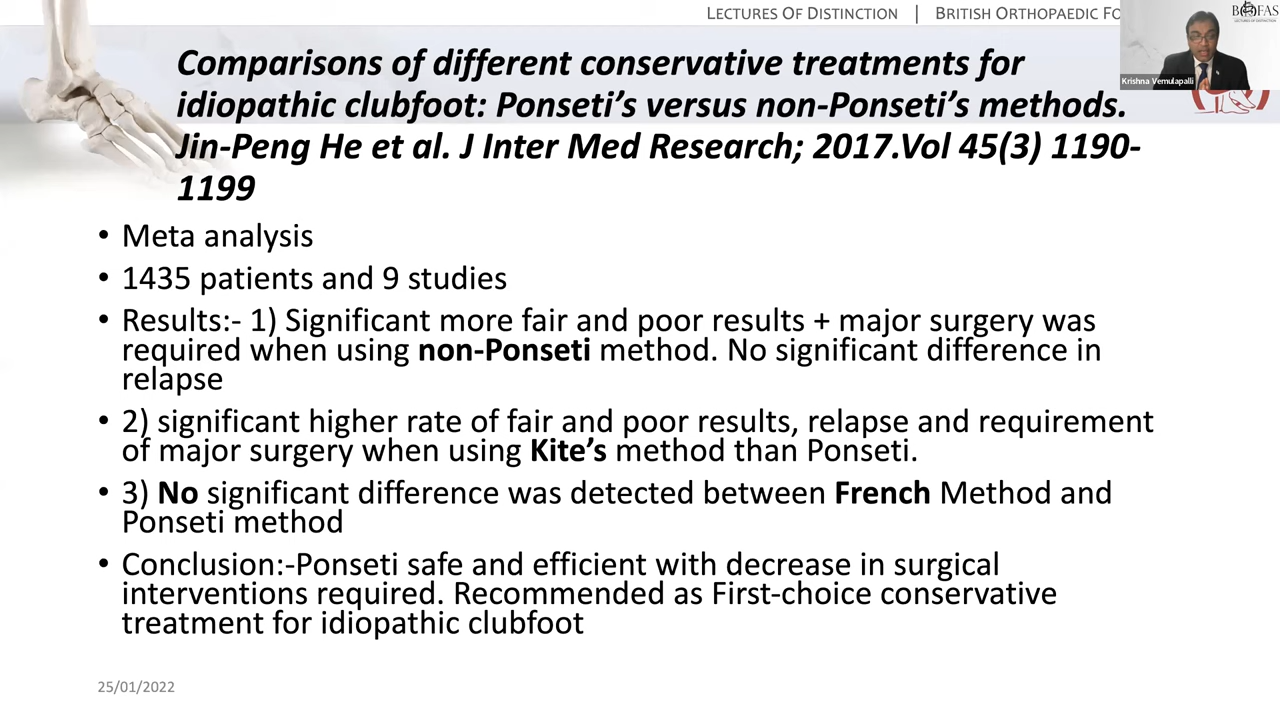 LECTURES OF DISTINCTION | BRITISH ORTHOPAEDIC FO
BOFAS
LECTURES OF DISTINCTION
Krishna Vemulapalli
Comparisons of different conservative treatments for
idiopathic clubfoot: Ponseti’s versus non-Ponseti’s methods.
Jin-Peng He et al. J Inter Med Research; 2017.Vol 45(3) 1190-
1199
• Meta analysis
• 1435 patients and 9 studies
• Results:- 1) Significant more fair and poor results + major surgery was
required when using non-Ponseti method. No significant difference in
relapse
• 2) significant higher rate of fair and poor results, relapse and requirement
of major surgery when using Kite’s method than Ponseti.
• 3) No significant difference was detected between French Method and
Ponseti method
• Conclusion:-Ponseti safe and efficient with decrease in surgical
interventions required. Recommended as First-choice conservative
treatment for idiopathic clubfoot
25/01/2022